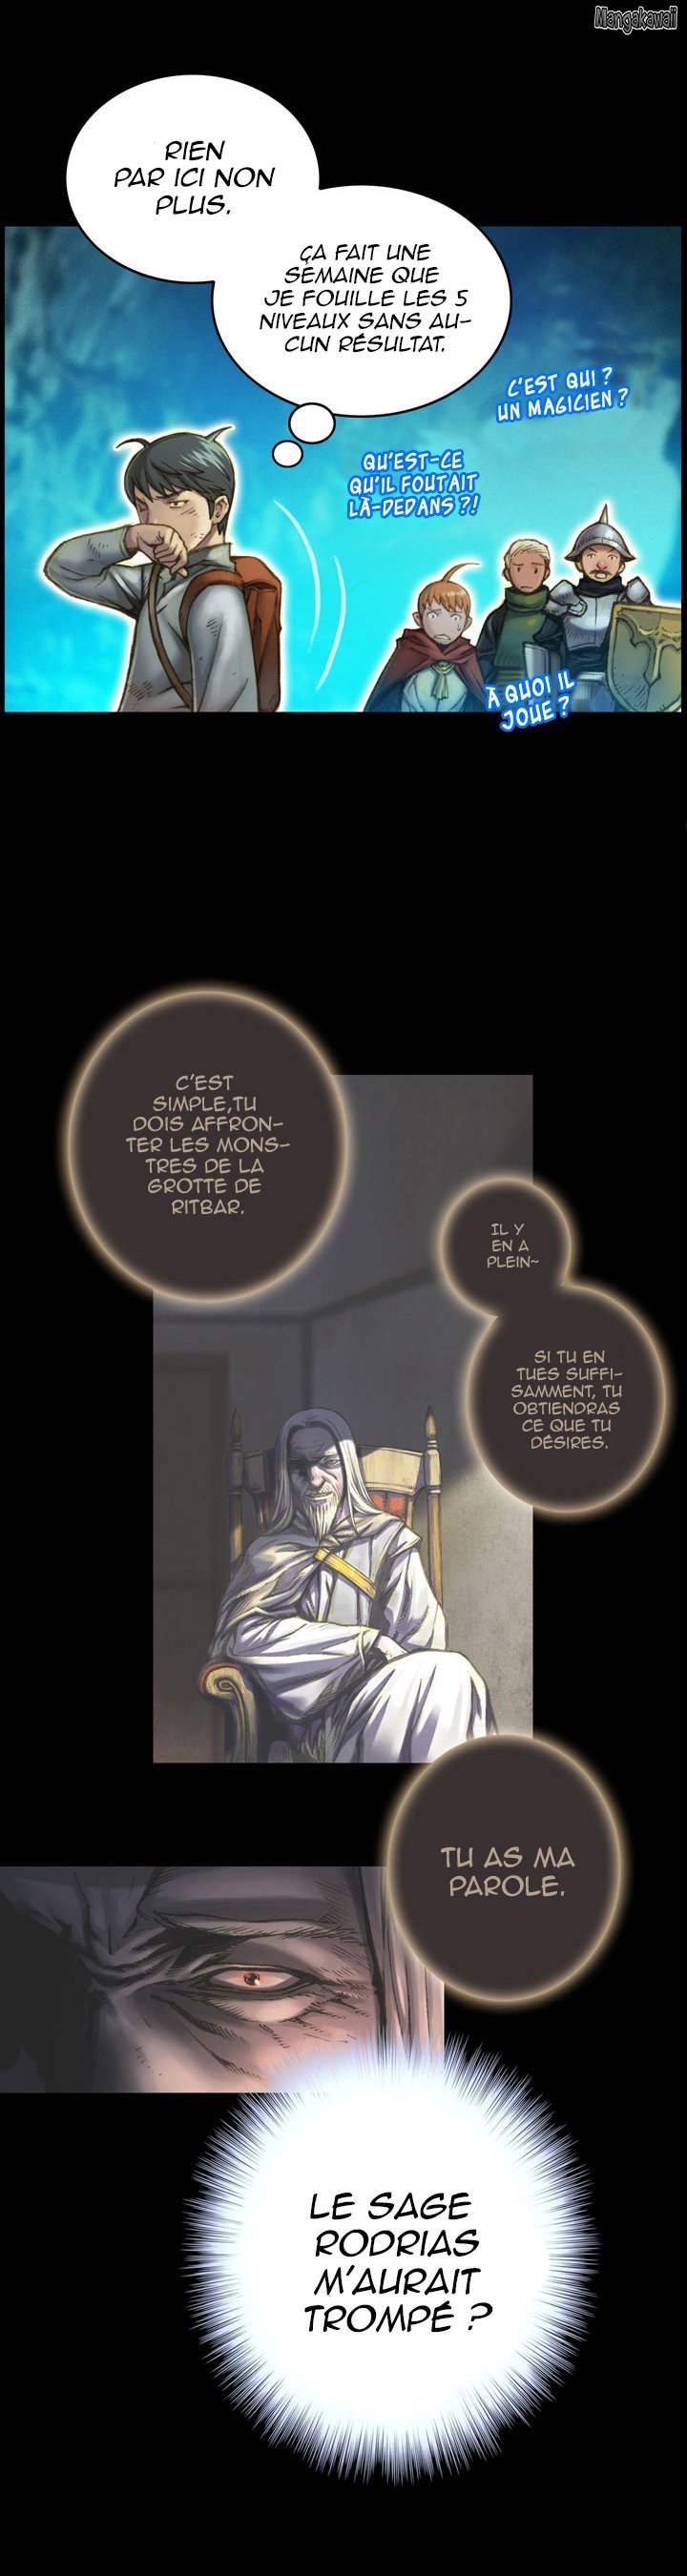 Mangakawaii
RIEN
PAR ICI NON
PLUS.
ÇA FAIT UNE
SEMAINE QUE
JE FOUILLE LES 5
NIVEAUX SANS AU-
CUN RÉSULTAT.
C'EST QUI ?
UN MAGICIEN ?
QU'EST-CE
QU'IL FOUTAIT
LÀ-DEDANS ?!
À QUOI IL
JOUE ?
C'EST
SIMPLE,TU
DOIS AFFRON-
TER LES MONS-
TRES DE LA
GROTTE DE
RITBAR.
IL Y
EN A
PLEIN~
SI TU EN
TUES SUFFI-
SAMMENT, TU
OBTIENDRAS
CE QUE TU
DÉSIRES.
TU AS MA
PAROLE.
LE SAGE
RODRIAS
M'AURAIT
TROMPÉ ?